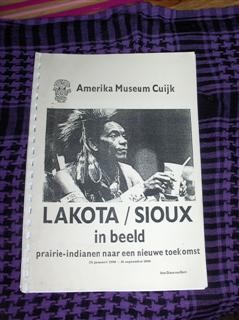 Amerika Museum Cuijk
LAKOTA / SIOUX
in beeld
prairie-indianen naar een nieuwe toekomst